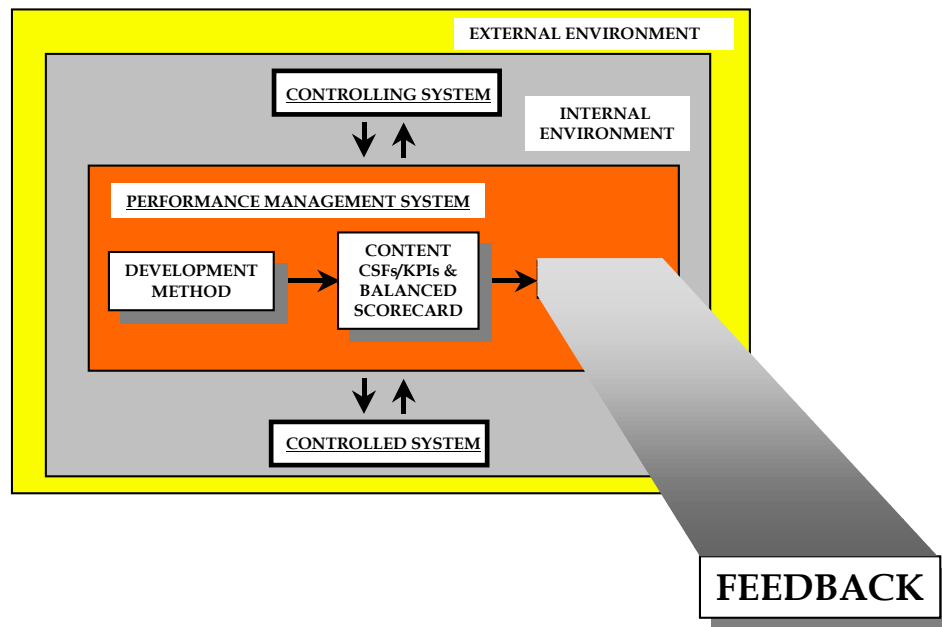 EXTERNAL ENVIRONMENT
CONTROLLING SYSTEM
INTERNAL
ENVIRONMENT
PERFORMANCE MANAGEMENT SYSTEM
DEVELOPMENT
METHOD
CONTENT
CSFs/KPIs &
BALANCED
SCORECARD
CONTROLLED SYSTEM
FEEDBACK